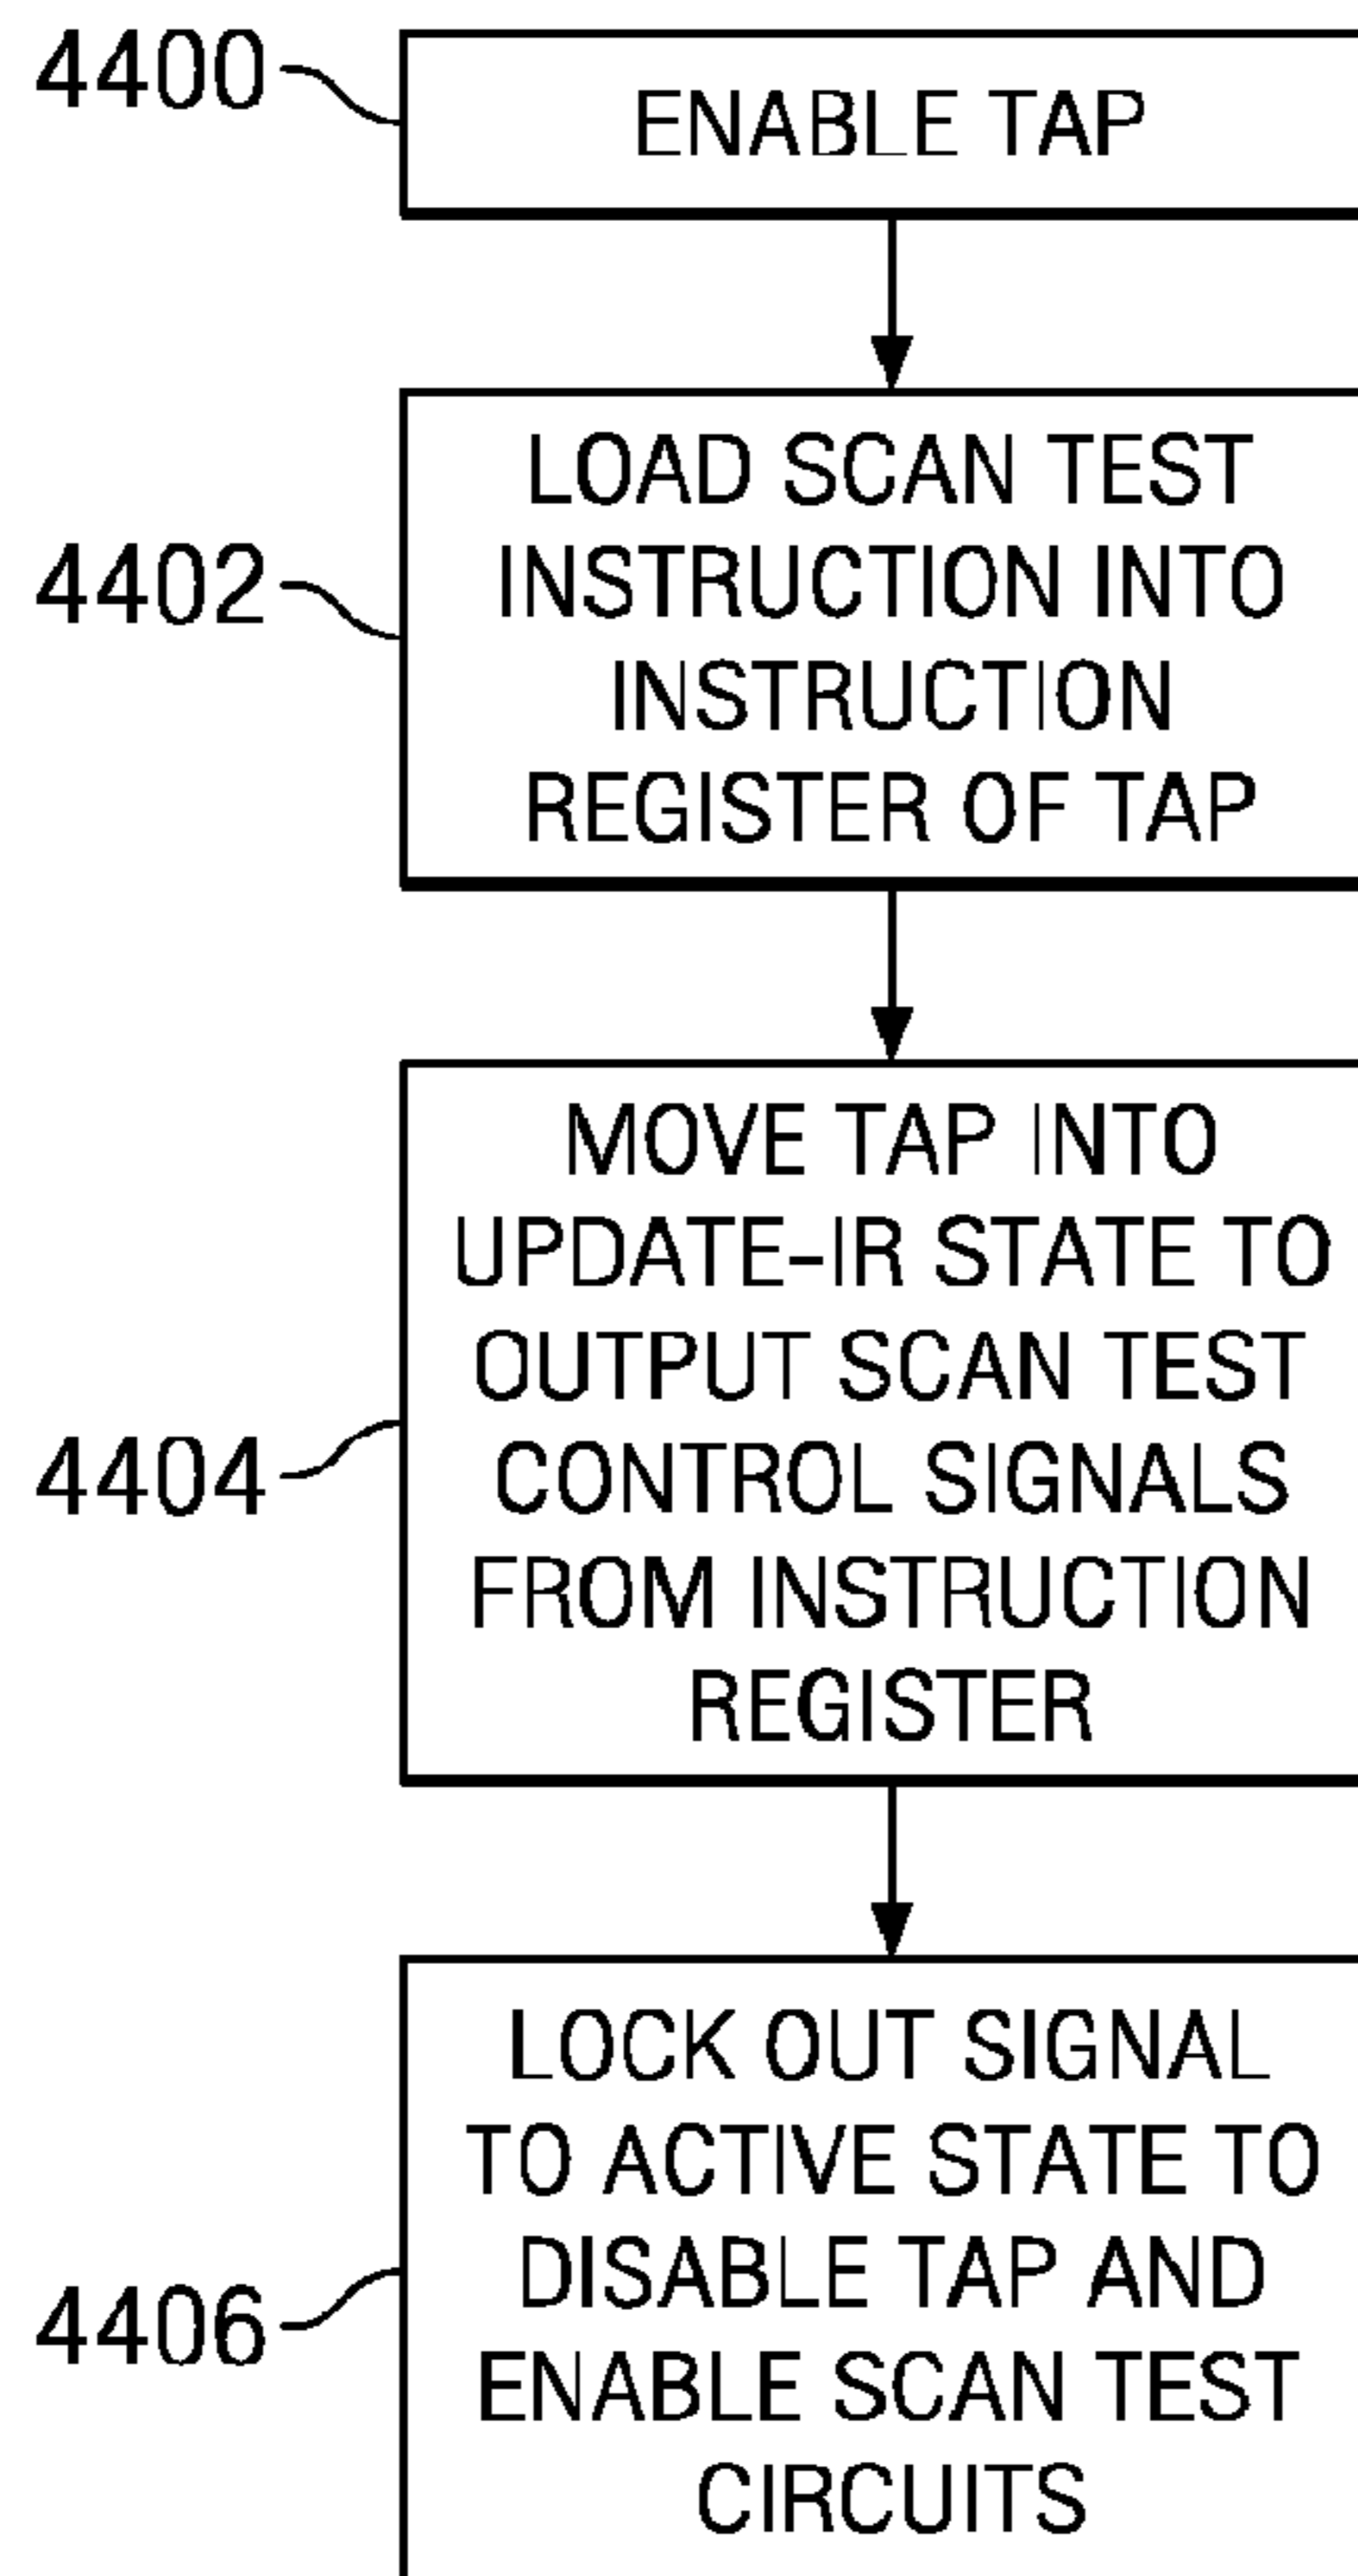 4400
ENABLE TAP
4402
LOAD SCAN TEST
INSTRUCTION INTO
INSTRUCTION
REGISTER OF TAP
4404
MOVE TAP INTO
UPDATE-IR STATE TO
OUTPUT SCAN TEST
CONTROL SIGNALS
FROM INSTRUCTION
REGISTER
4406
LOCK OUT SIGNAL
TO ACTIVE STATE TO
DISABLE TAP AND
ENABLE SCAN TEST
CIRCUITS